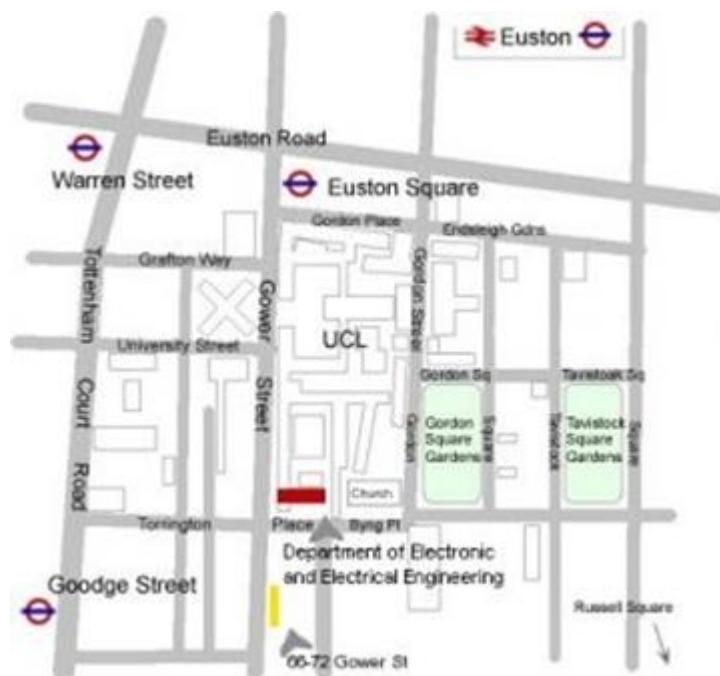 Euston
Euston Road
Warren Street
Euston Square
Gordon Place
Endsleigh Gdns
Grafton Way
Tottenham Court Road
Gower Street
Gordon Street
UCL
University Street
Gordon Sq
Tavistock Sq
Gordon
Square
Tavistock
Square
Gordon
Square
Gardens
Tavistock
Square
Gardens
Church
Torrington Place
Byng Pl
Department of Electronic
and Electrical Engineering
Goodge Street
Russell Square
66-72 Gower St